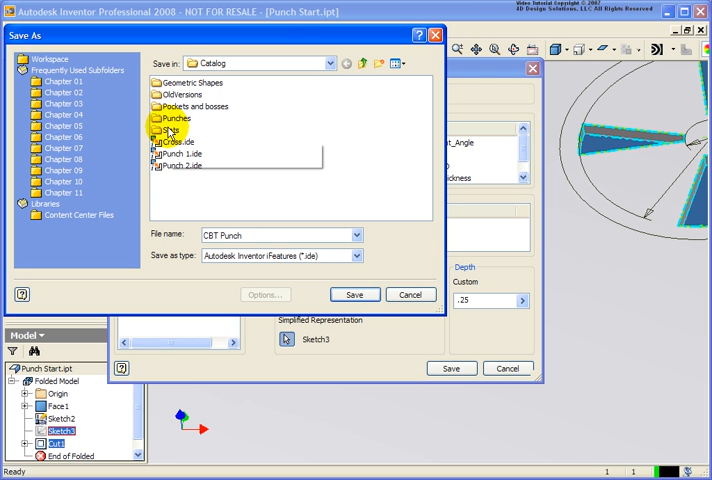 Video Tutorial Copyright © 2007
4D Design Solutions, LLC All Rights Reserved
Autodesk Inventor Professional 2008 - NOT FOR RESALE - [Punch Start.ipt]
Save As
Workspace
Frequently Used Subfolders
Chapter 01
Chapter 02
Chapter 03
Chapter 04
Chapter 05
Chapter 06
Chapter 07
Chapter 08
Chapter 09
Chapter 10
Chapter 11
Libraries
Content Center Files
Save in: Catalog
Geometric Shapes
OldVersions
Pockets and bosses
Punches
Cross.ide
Punch 1.ide
Punch 2.ide
File name: CBT Punch
Save as type: Autodesk Inventor iFeatures (*.ide)
Options...
Save
Cancel
nt_Angle
hickness
Depth
Custom
.25
Simplified Representation
Sketch3
Save
Cancel
Model
Punch Start.ipt
Folded Model
Origin
Face1
Sketch2
Sketch3
Cut1
End of Folded
Ready
1 1